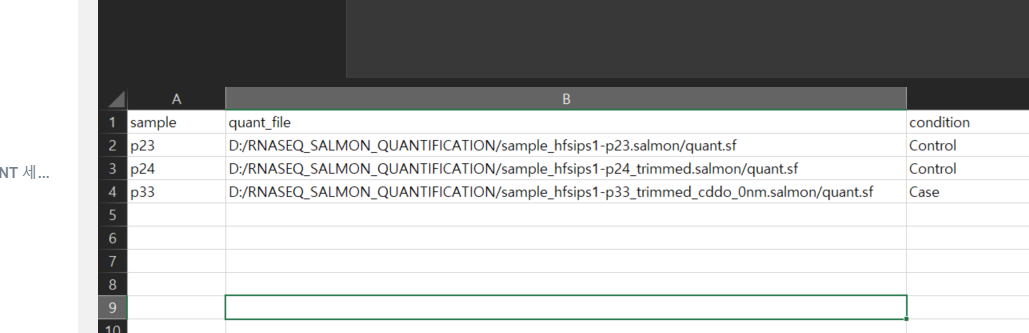 A B
1 sample quant_file condition
2 p23 D:/RNASEQ_SALMON_QUANTIFICATION/sample_hfsips1-p23.salmon/quant.sf Control
NT 세...
3 p24 D:/RNASEQ_SALMON_QUANTIFICATION/sample_hfsips1-p24_trimmed.salmon/quant.sf Control
4 p33 D:/RNASEQ_SALMON_QUANTIFICATION/sample_hfsips1-p33_trimmed_cddo_0nm.salmon/quant.sf Case
5
6
7
8
9
10